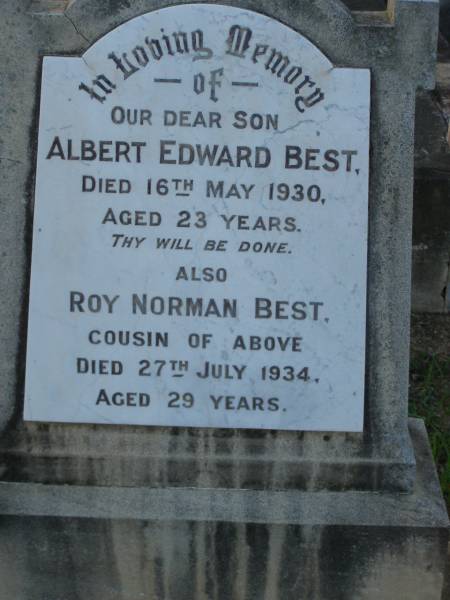 In Loving Memory
— of —
OUR DEAR SON
ALBERT EDWARD BEST,
DIED 16TH MAY 1930,
AGED 23 YEARS.
THY WILL BE DONE.
ALSO
ROY NORMAN BEST,
COUSIN OF ABOVE
DIED 27TH JULY 1934,
AGED 29 YEARS.